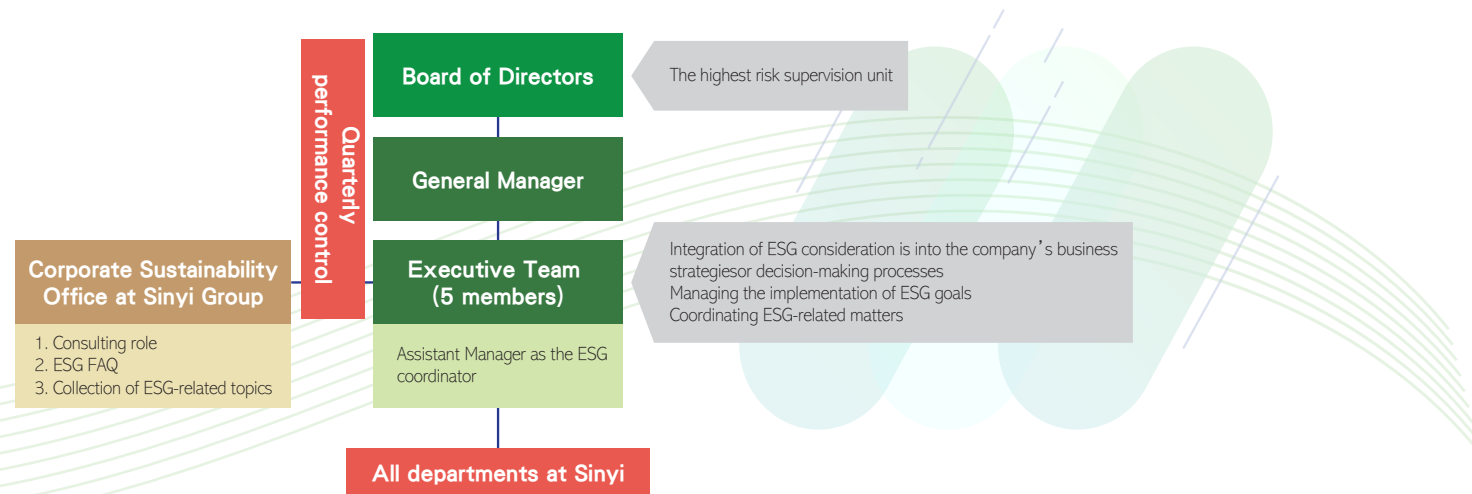 Quarterly
performance control
Board of Directors
The highest risk supervision unit
General Manager
Corporate Sustainability
Office at Sinyi Group
1. Consulting role
2. ESG FAQ
3. Collection of ESG-related topics
Executive Team
(5 members)
Assistant Manager as the ESG
coordinator
Integration of ESG consideration is into the company’s business
strategiesor decision-making processes
Managing the implementation of ESG goals
Coordinating ESG-related matters
All departments at Sinyi